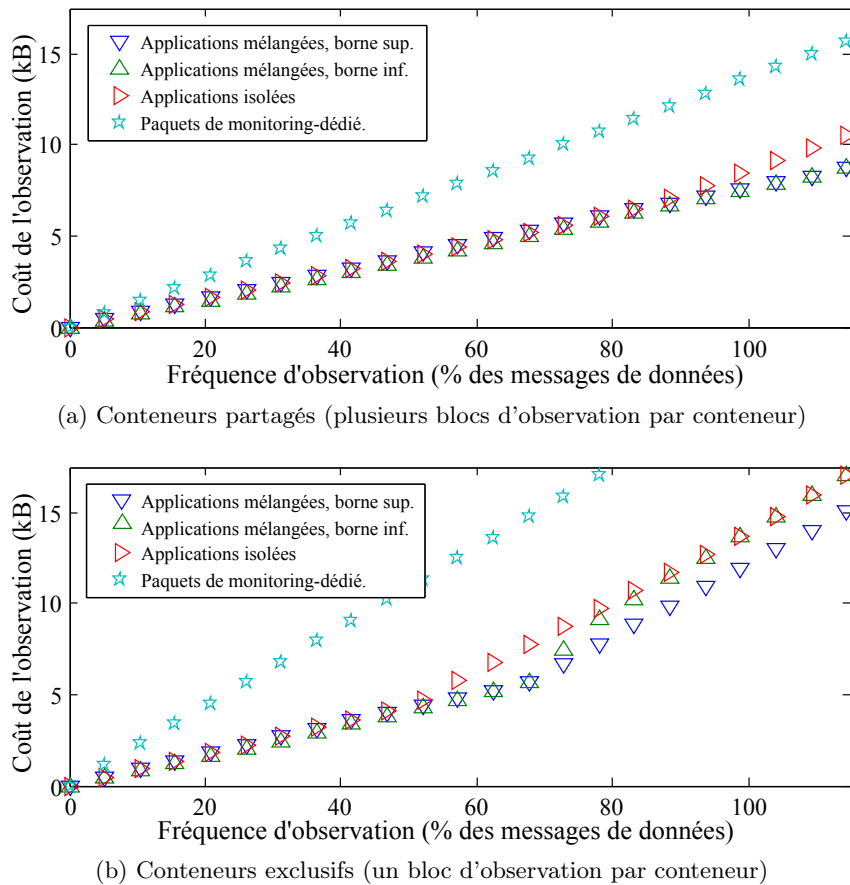 Coût de l'observation (kB)
15
10
5
0
Applications mélangées, borne sup.
Applications mélangées, borne inf.
Applications isolées
Paquets de monitoring-dédié.
0 20 40 60 80 100
Fréquence d'observation (% des messages de données)
(a) Conteneurs partagés (plusieurs blocs d'observation par conteneur)
Coût de l'observation (kB)
15
10
5
0
Applications mélangées, borne sup.
Applications mélangées, borne inf.
Applications isolées
Paquets de monitoring-dédié.
0 20 40 60 80 100
Fréquence d'observation (% des messages de données)
(b) Conteneurs exclusifs (un bloc d'observation par conteneur)